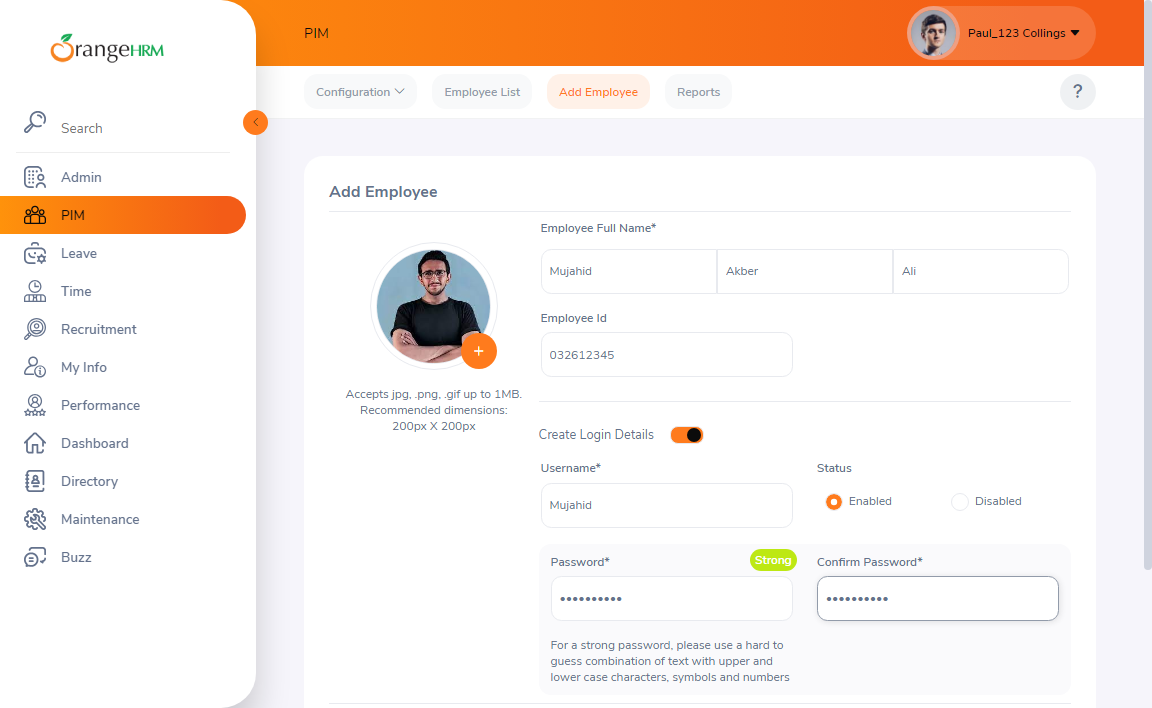 OrangeHRM
PIM
Paul_123 Collings
Configuration
Employee List
Add Employee
Reports
?
Search
Admin
PIM
Leave
Time
Recruitment
My Info
Performance
Dashboard
Directory
Maintenance
Buzz
Add Employee
Accepts jpg, .png, .gif up to 1MB.
Recommended dimensions:
200px X 200px
Employee Full Name*
Mujahid
Akber
Ali
Employee Id
032612345
Create Login Details
Username*
Mujahid
Status
Enabled
Disabled
Password*
Strong
Confirm Password*
For a strong password, please use a hard to
guess combination of text with upper and
lower case characters, symbols and numbers